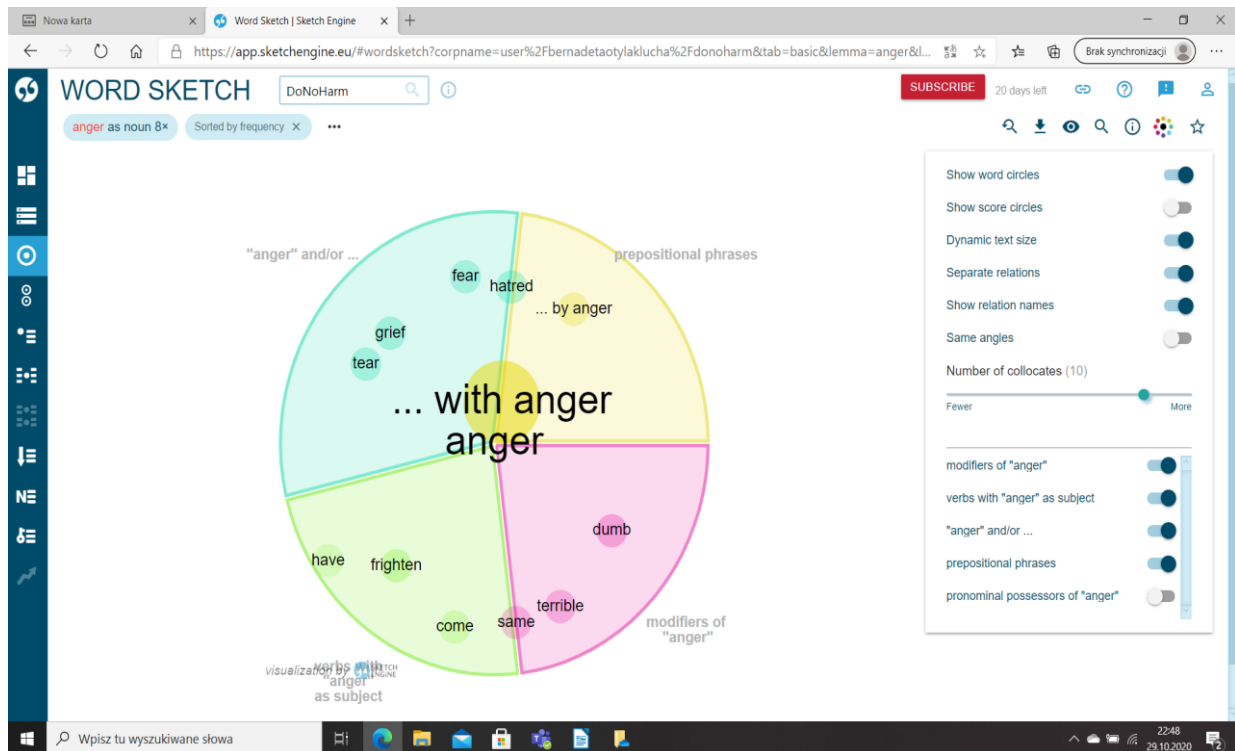 Nowa karta
Word Sketch | Sketch Engine
https://app.sketchengine.eu/#wordsketch?corpname=user%2Fbernadetaotylaklucha%2Fdonoharm&tab=basic&lemma=anger&l...
Brak synchronizacji
WORD SKETCH
DoNoHarm
SUBSCRIBE
20 days left
anger as noun 8×
Sorted by frequency
Show word circles
Show score circles
Dynamic text size
Separate relations
Show relation names
Same angles
Number of collocates (10)
Fewer
More
modifiers of "anger"
verbs with "anger" as subject
"anger" and/or ...
prepositional phrases
pronominal possessors of "anger"
"anger" and/or ...
prepositional phrases
fear
hatred
... by anger
grief
tear
... with anger
anger
dumb
have
frighten
terrible
come
same
modifiers of
"anger"
visualization by SKETCH
ENGINE
verbs with
"anger"
as subject
NΞ
Wpisz tu wyszukiwane słowa
22:48
29.10.2020
2